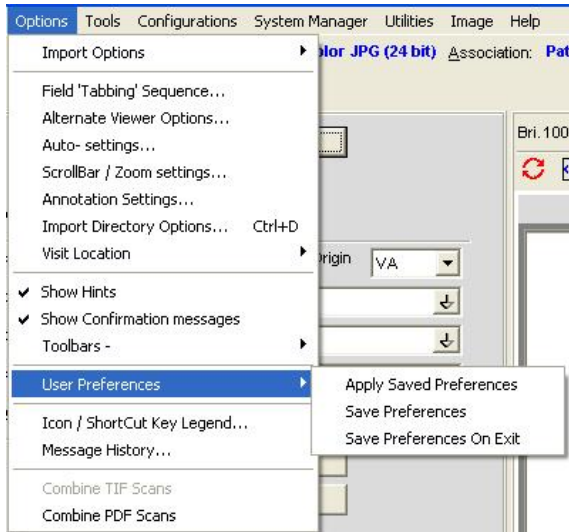 Options Tools Configurations System Manager Utilities Image Help
Import Options
olor JPG (24 bit) Association: Pat
Field 'Tabbing' Sequence...
Alternate Viewer Options...
Auto- settings...
Bri.100
ScrollBar / Zoom settings...
Annotation Settings...
Import Directory Options... Ctrl+D
Visit Location
rigin VA
Show Hints
Show Confirmation messages
Toolbars -
User Preferences
Apply Saved Preferences
Save Preferences
Save Preferences On Exit
Icon / ShortCut Key Legend...
Message History...
Combine TIF Scans
Combine PDF Scans